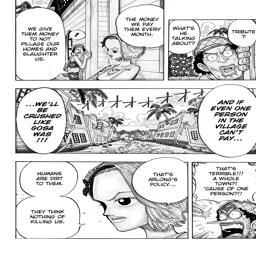 TRIBUTE
?
WHAT'S
HE
TALKING
ABOUT?
THE MONEY
WE PAY
THEM EVERY
MONTH.
WE GIVE
THEM MONEY
TO NOT
PILLAGE OUR
HOMES AND
SLAUGHTER
US.
AND IF
EVEN ONE
PERSON
IN THE
VILLAGE
CAN'T
PAY...
...WE'LL
BE
CRUSHED
LIKE
GOSA
WAS
!!!
THAT'S
TERRIBLE!!!
A WHOLE
TOWN?!
'CAUSE OF ONE
PERSON?!
THAT'S
ARLONG'S
POLICY...
HUMANS
ARE DIRT
TO THEM.
THEY THINK
NOTHING OF
KILLING US.